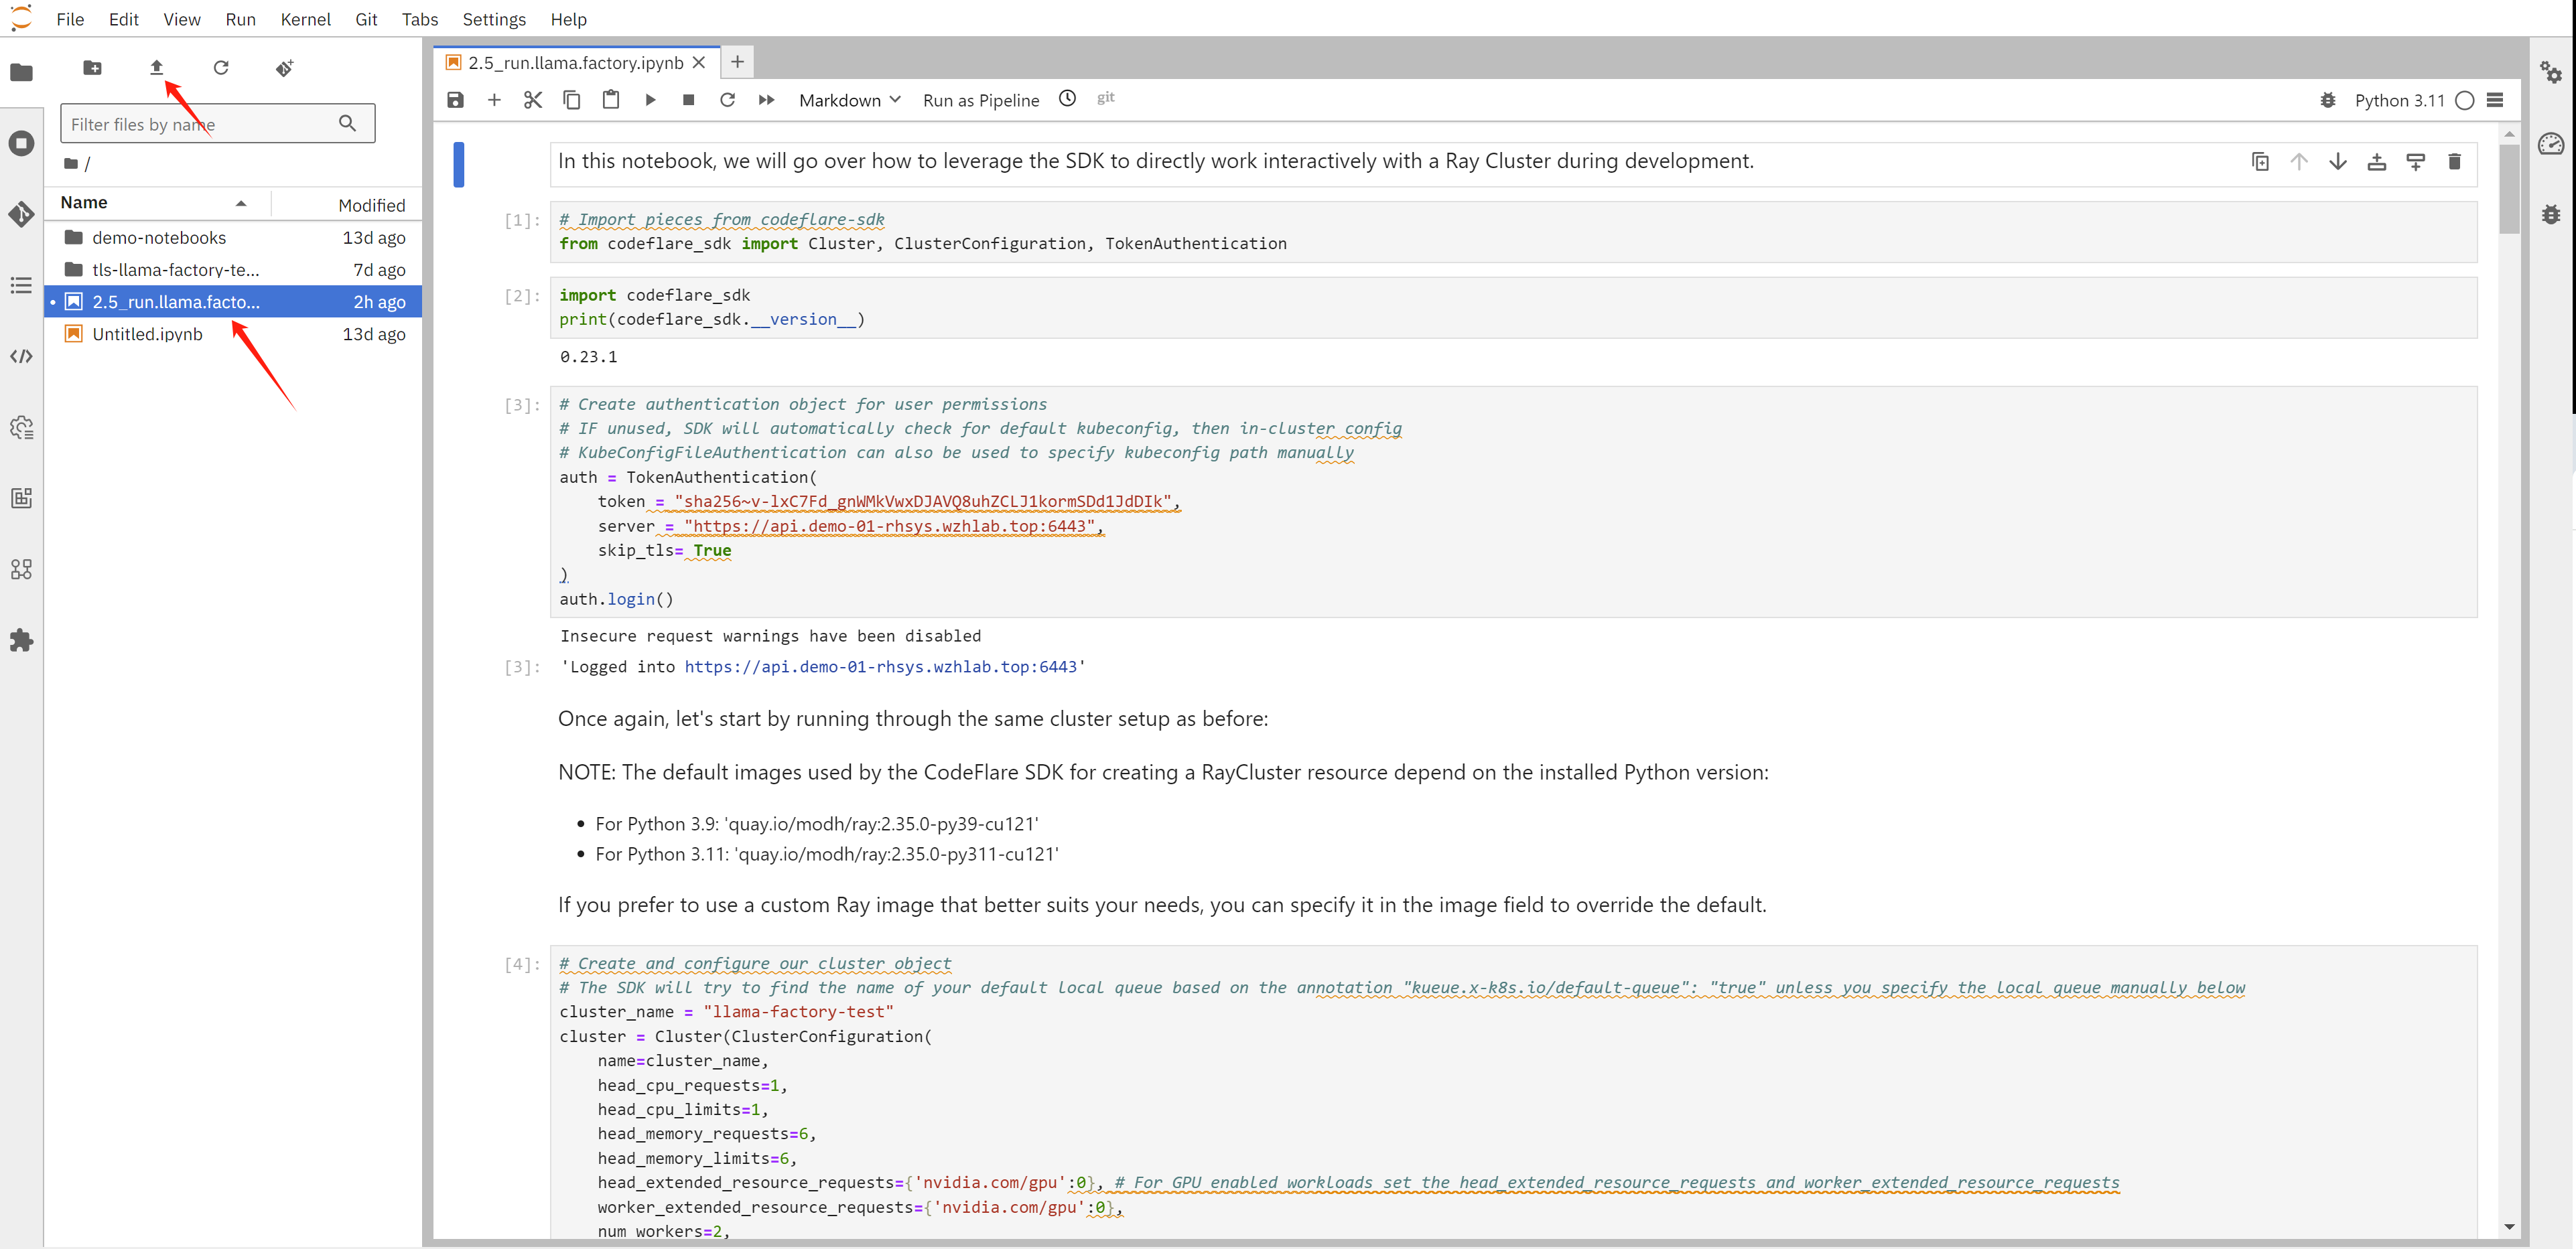 File Edit View Run Kernel Git Tabs Settings Help
2.5_run.llama.factory.ipynb
Markdown Run as Pipeline git Python 3.11
Filter files by name
/
Name Modified
demo-notebooks 13d ago
tls-llama-factory-te... 7d ago
2.5_run.llama.facto... 2h ago
Untitled.ipynb 13d ago
In this notebook, we will go over how to leverage the SDK to directly work interactively with a Ray Cluster during development.
[1]: # Import pieces from codeflare-sdk
from codeflare_sdk import Cluster, ClusterConfiguration, TokenAuthentication
[2]: import codeflare_sdk
print(codeflare_sdk.__version__)
0.23.1
[3]: # Create authentication object for user permissions
# IF unused, SDK will automatically check for default kubeconfig, then in-cluster config
# KubeConfigFileAuthentication can also be used to specify kubeconfig path manually
auth = TokenAuthentication(
token = "sha256~v-lxC7Fd_gnWMkVwxDJAVQ8uhZCLJ1kormSDd1JdDIk",
server = "https://api.demo-01-rhsys.wzhlab.top:6443",
skip_tls= True
)
auth.login()
Insecure request warnings have been disabled
[3]: 'Logged into https://api.demo-01-rhsys.wzhlab.top:6443'
Once again, let's start by running through the same cluster setup as before:
NOTE: The default images used by the CodeFlare SDK for creating a RayCluster resource depend on the installed Python version:
• For Python 3.9: 'quay.io/modh/ray:2.35.0-py39-cu121'
• For Python 3.11: 'quay.io/modh/ray:2.35.0-py311-cu121'
If you prefer to use a custom Ray image that better suits your needs, you can specify it in the image field to override the default.
[4]: # Create and configure our cluster object
# The SDK will try to find the name of your default local queue based on the annotation "kueue.x-k8s.io/default-queue": "true" unless you specify the local queue manually below
cluster_name = "llama-factory-test"
cluster = Cluster(ClusterConfiguration(
name=cluster_name,
head_cpu_requests=1,
head_cpu_limits=1,
head_memory_requests=6,
head_memory_limits=6,
head_extended_resource_requests={'nvidia.com/gpu':0}, # For GPU enabled workloads set the head_extended_resource_requests and worker_extended_resource_requests
worker_extended_resource_requests={'nvidia.com/gpu':0},
num_workers=2,